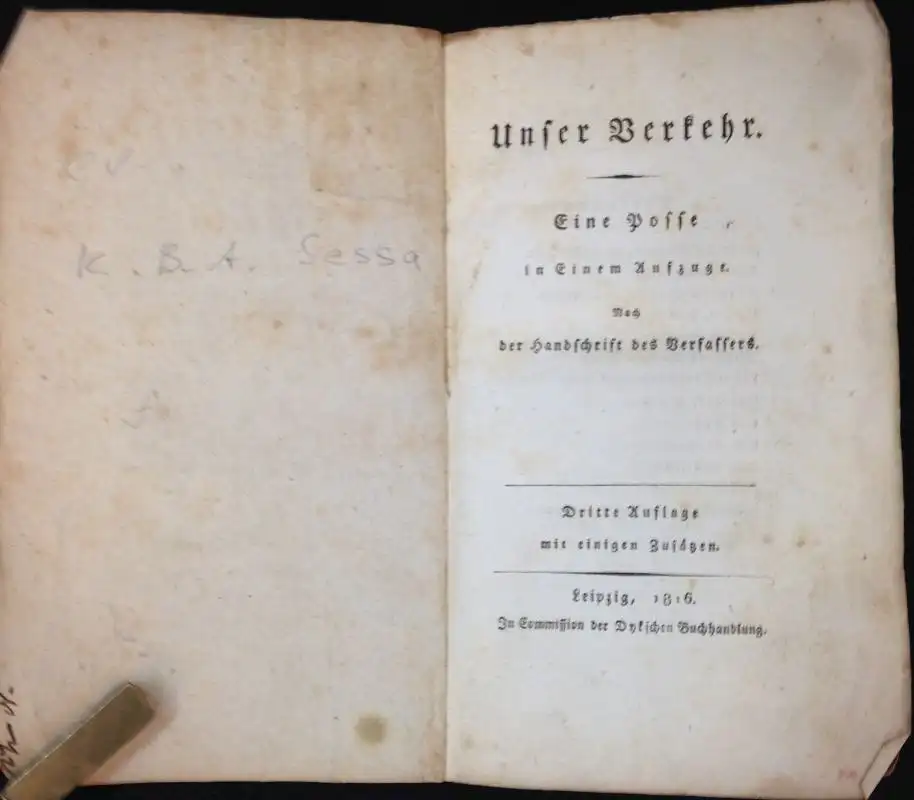 K. B. A. Sessa
Unſer Verkehr.
Eine Poſſe
in Einem Aufzuge.
Nach
der Handſchrift des Verfaſſers.
Dritte Auflage
mit einigen Zuſätzen.
Leipzig, 1816.
In Commiſſion der Dykſchen Buchhandlung.